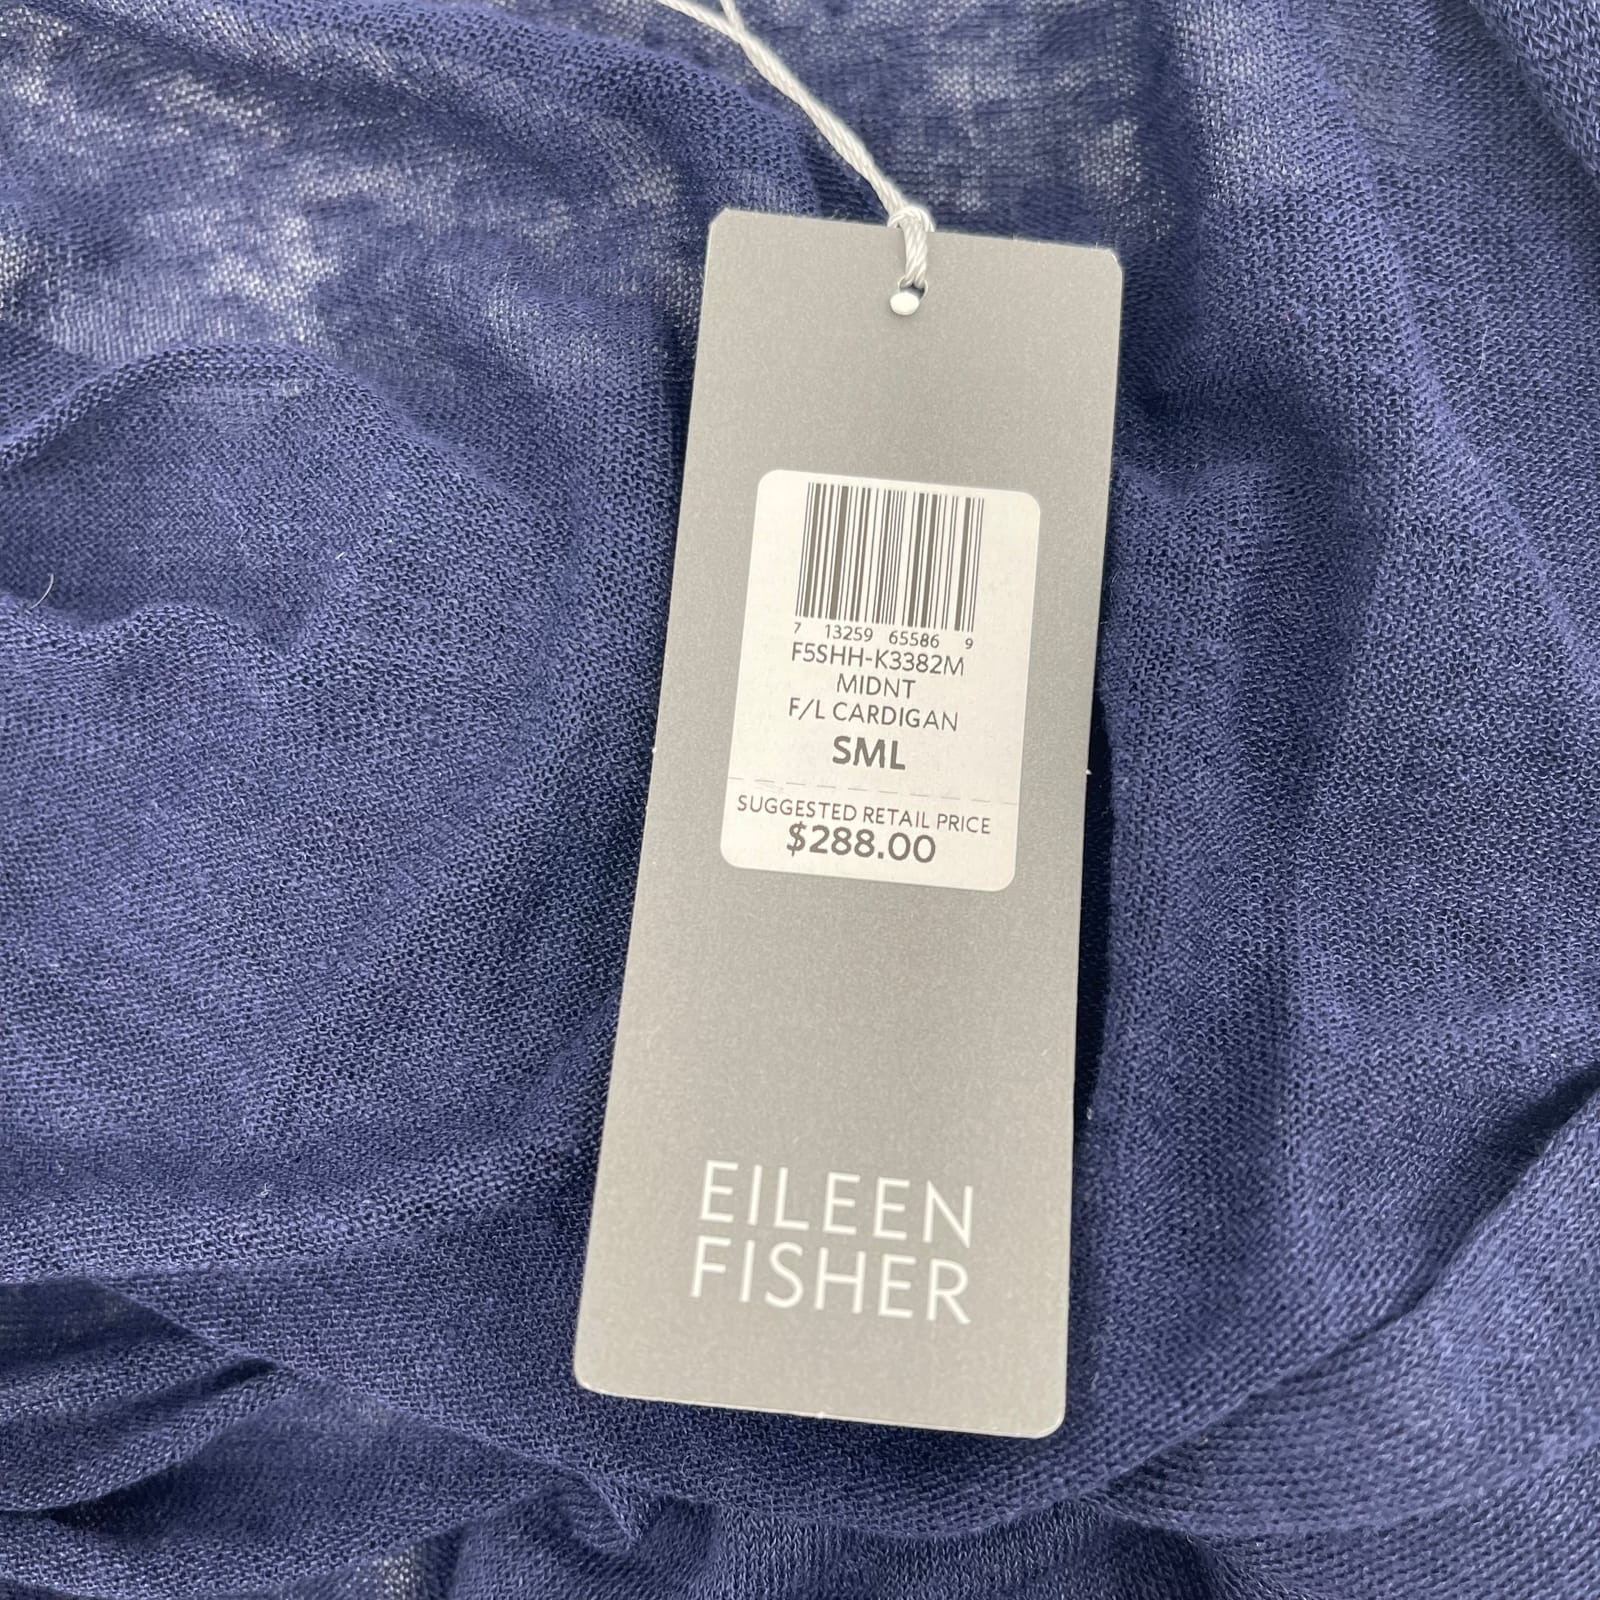 7 13259 65586 9
F5SHH-K3382M
MIDNT
F/L CARDIGAN
SML
SUGGESTED RETAIL PRICE
$288.00
EILEEN
FISHER